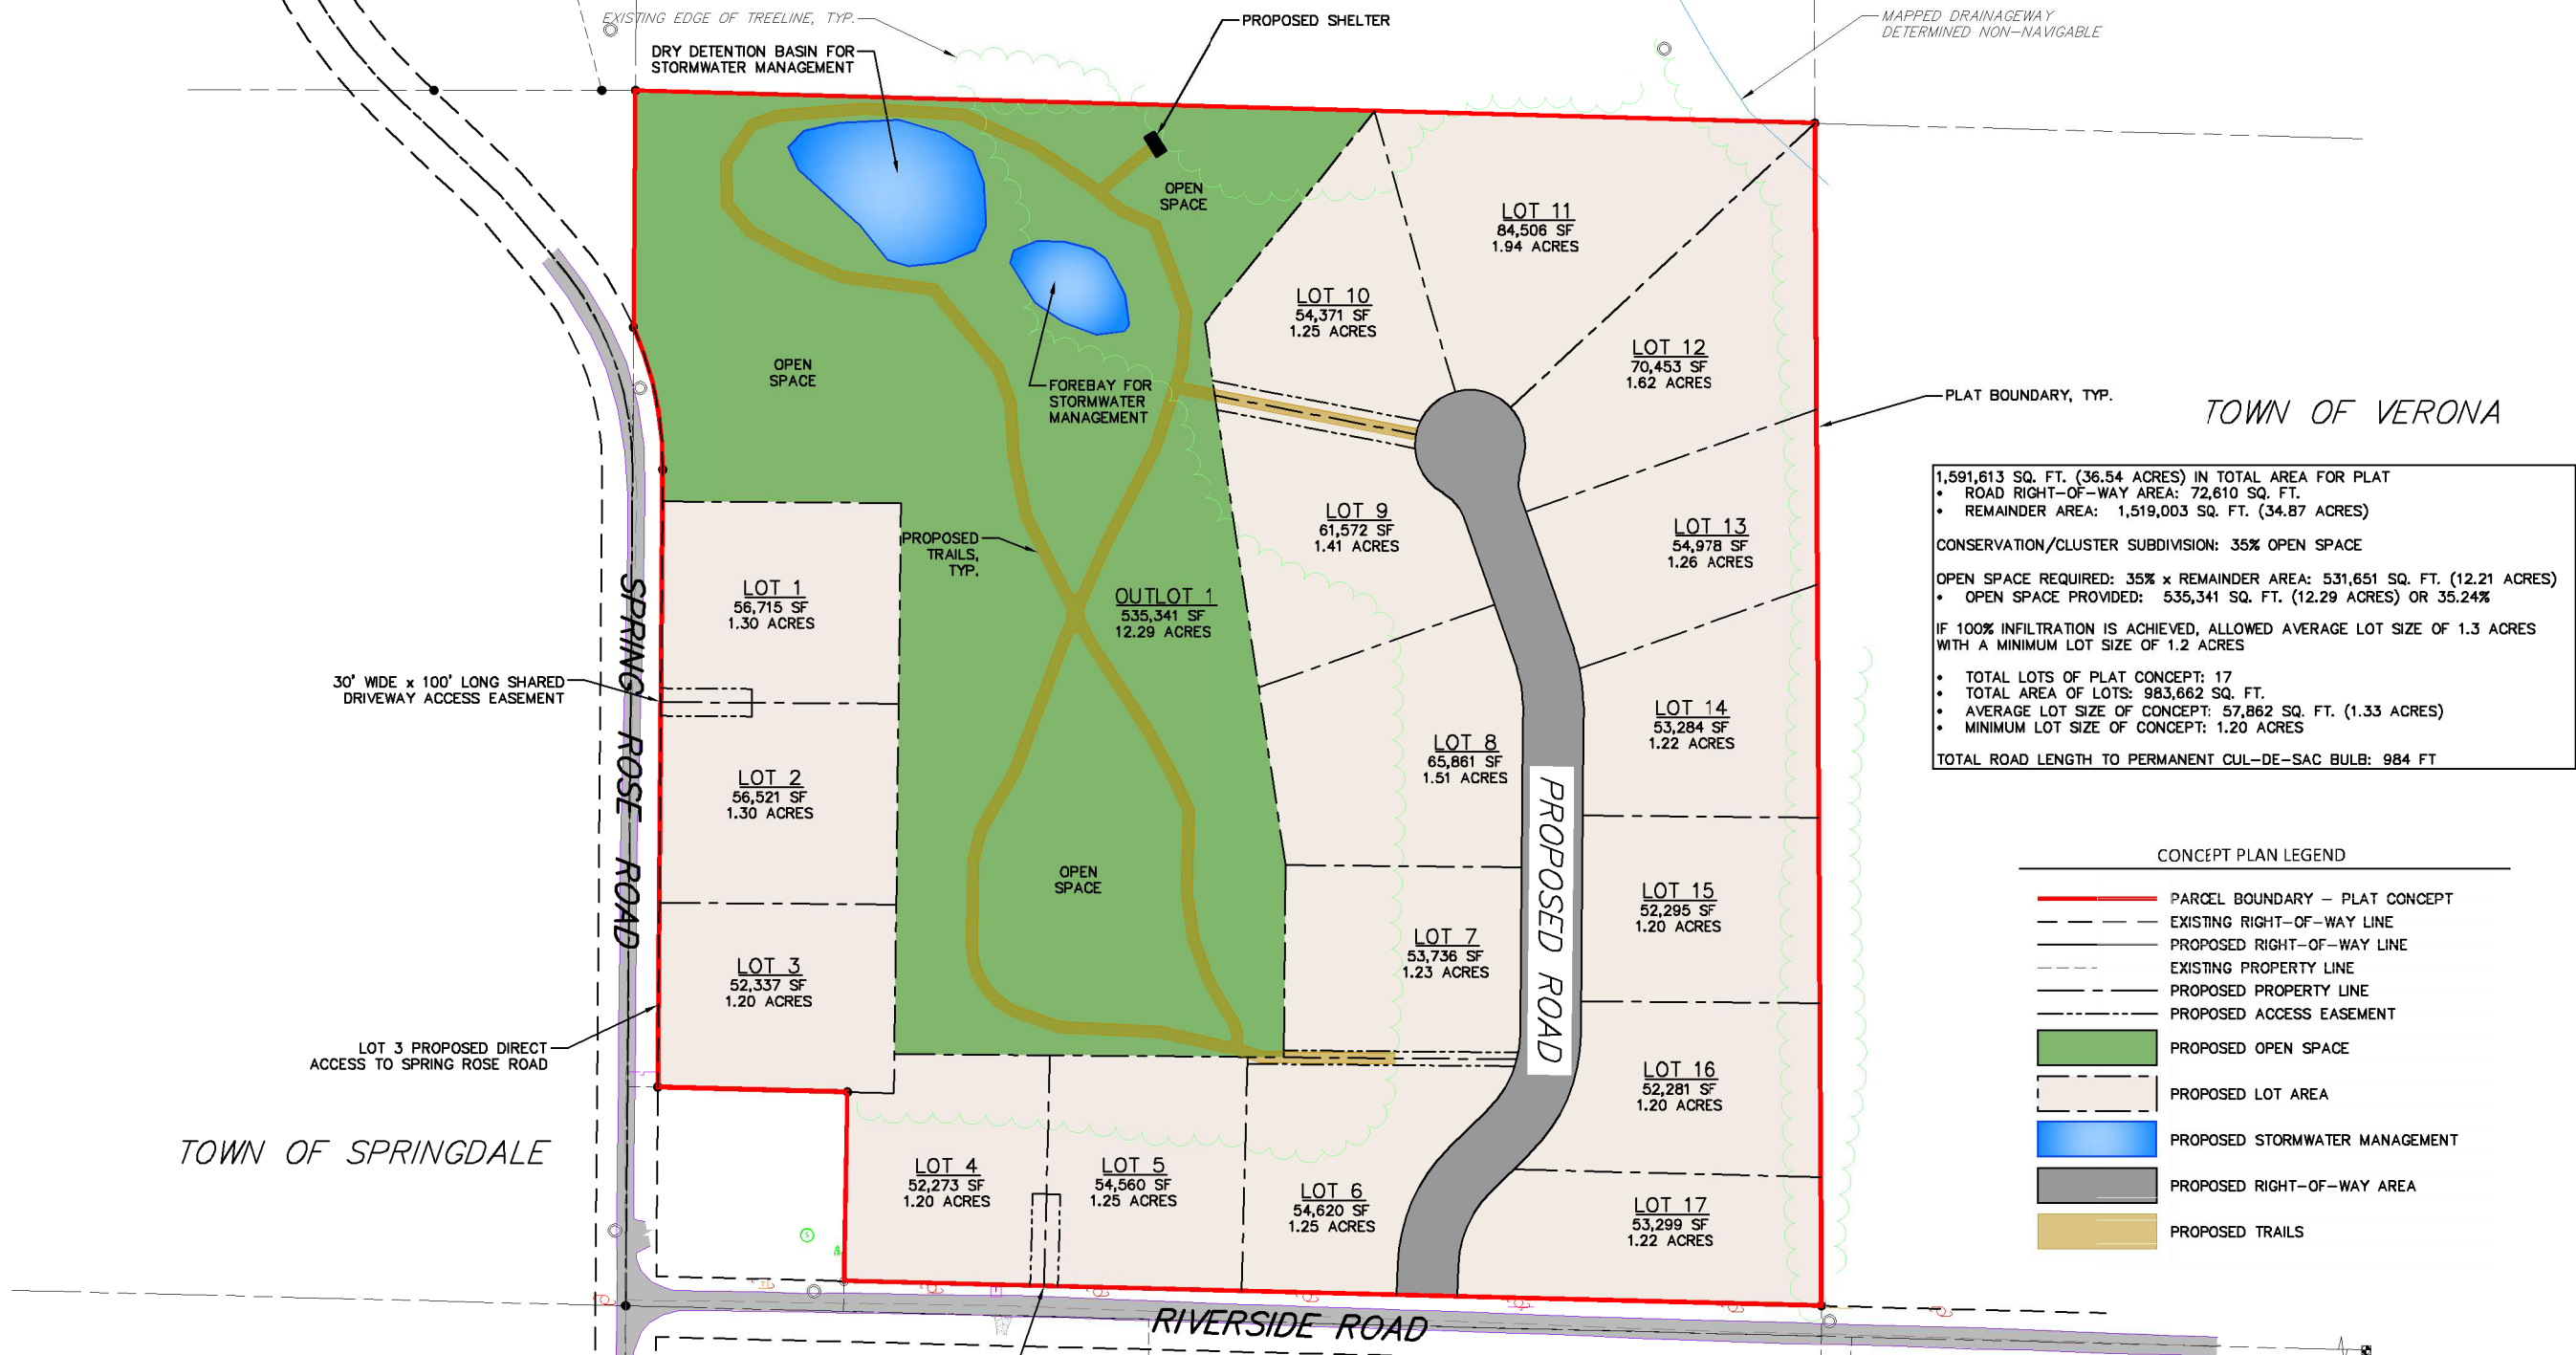 EXISTING EDGE OF TREELINE, TYP.
PROPOSED SHELTER
MAPPED DRAINAGEWAY
DETERMINED NON-NAVIGABLE
DRY DETENTION BASIN FOR
STORMWATER MANAGEMENT
OPEN
SPACE
LOT 11
84,506 SF
1.94 ACRES
LOT 10
54,371 SF
1.25 ACRES
LOT 12
70,453 SF
1.62 ACRES
OPEN
SPACE
FOREBAY FOR
STORMWATER
MANAGEMENT
PLAT BOUNDARY, TYP.
TOWN OF VERONA
1,591,613 SQ. FT. (36.54 ACRES) IN TOTAL AREA FOR PLAT
• ROAD RIGHT-OF-WAY AREA: 72,610 SQ. FT.
• REMAINDER AREA: 1,519,003 SQ. FT. (34.87 ACRES)
CONSERVATION/CLUSTER SUBDIVISION: 35% OPEN SPACE
OPEN SPACE REQUIRED: 35% x REMAINDER AREA: 531,651 SQ. FT. (12.21 ACRES)
• OPEN SPACE PROVIDED: 535,341 SQ. FT. (12.29 ACRES) OR 35.24%
IF 100% INFILTRATION IS ACHIEVED, ALLOWED AVERAGE LOT SIZE OF 1.3 ACRES
WITH A MINIMUM LOT SIZE OF 1.2 ACRES
• TOTAL LOTS OF PLAT CONCEPT: 17
• TOTAL AREA OF LOTS: 983,662 SQ. FT.
• AVERAGE LOT SIZE OF CONCEPT: 57,862 SQ. FT. (1.33 ACRES)
• MINIMUM LOT SIZE OF CONCEPT: 1.20 ACRES
TOTAL ROAD LENGTH TO PERMANENT CUL-DE-SAC BULB: 984 FT
LOT 9
61,572 SF
1.41 ACRES
LOT 13
54,978 SF
1.26 ACRES
PROPOSED
TRAILS,
TYP.
LOT 1
56,715 SF
1.30 ACRES
OUTLOT 1
535,341 SF
12.29 ACRES
SPRING ROSE ROAD
30' WIDE x 100' LONG SHARED
DRIVEWAY ACCESS EASEMENT
LOT 14
53,284 SF
1.22 ACRES
LOT 8
65,861 SF
1.51 ACRES
LOT 2
56,521 SF
1.30 ACRES
PROPOSED ROAD
OPEN
SPACE
LOT 15
52,295 SF
1.20 ACRES
LOT 7
53,736 SF
1.23 ACRES
LOT 3
52,337 SF
1.20 ACRES
LOT 3 PROPOSED DIRECT
ACCESS TO SPRING ROSE ROAD
LOT 16
52,281 SF
1.20 ACRES
TOWN OF SPRINGDALE
LOT 4
52,273 SF
1.20 ACRES
LOT 5
54,560 SF
1.25 ACRES
LOT 6
54,620 SF
1.25 ACRES
LOT 17
53,299 SF
1.22 ACRES
RIVERSIDE ROAD
CONCEPT PLAN LEGEND
PARCEL BOUNDARY - PLAT CONCEPT
EXISTING RIGHT-OF-WAY LINE
PROPOSED RIGHT-OF-WAY LINE
EXISTING PROPERTY LINE
PROPOSED PROPERTY LINE
PROPOSED ACCESS EASEMENT
PROPOSED OPEN SPACE
PROPOSED LOT AREA
PROPOSED STORMWATER MANAGEMENT
PROPOSED RIGHT-OF-WAY AREA
PROPOSED TRAILS